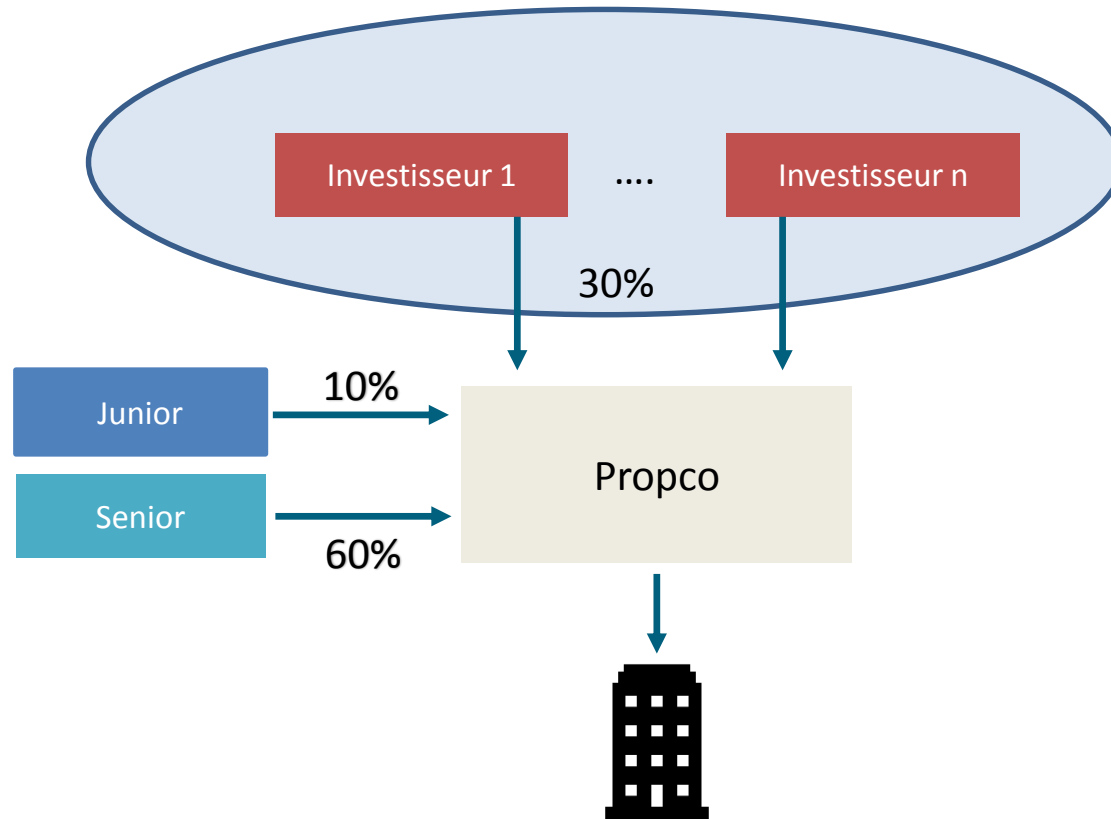 Investisseur 1
....
Investisseur n
30%
10%
Junior
Propco
Senior
60%